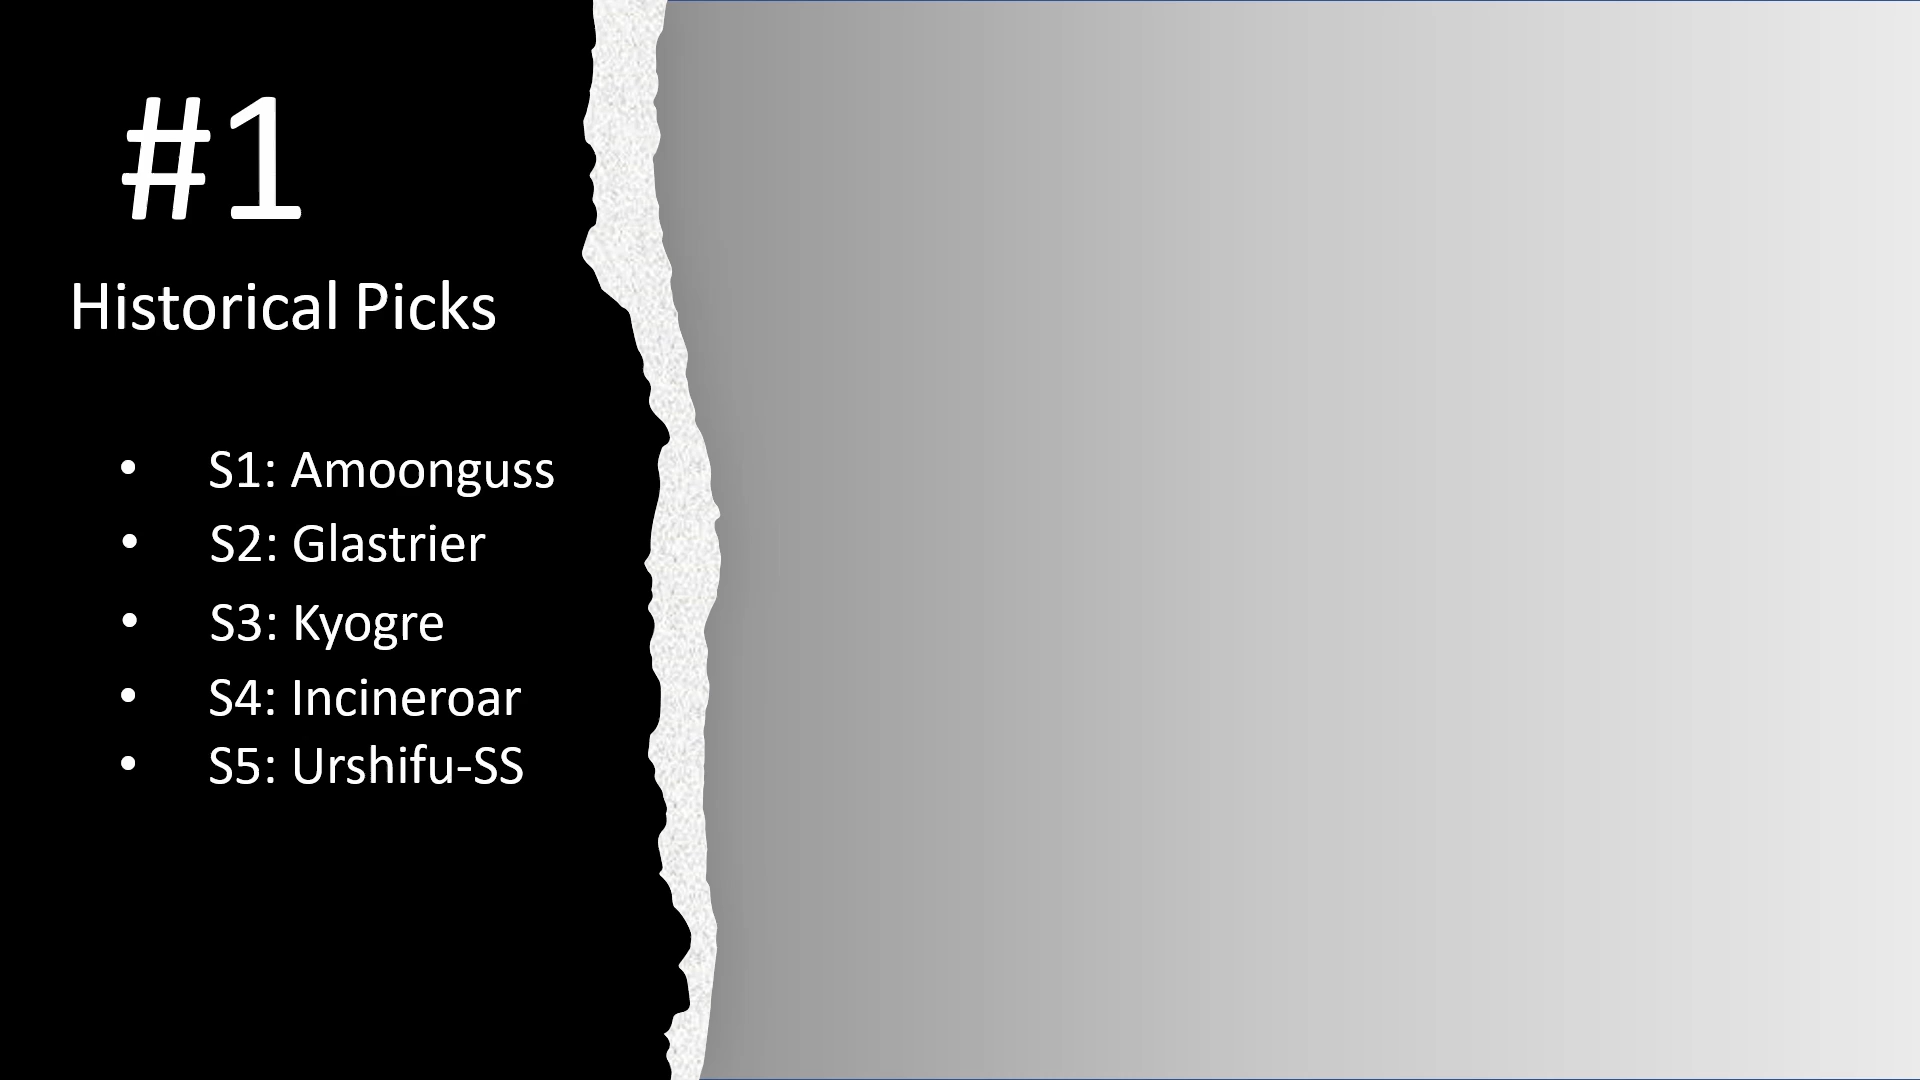 #1
Historical Picks
• S1: Amoonguss
• S2: Glastrier
• S3: Kyogre
• S4: Incineroar
• S5: Urshifu-SS